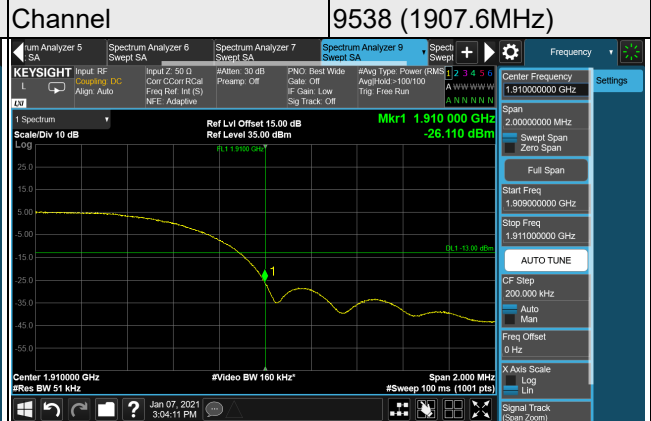 Channel 9538 (1907.6MHz)
rum Analyzer 5 Spectrum Analyzer 6 Spectrum Analyzer 7 Spectrum Analyzer 9 Spect + Frequency
SA Swept SA Swept SA Swept SA Swept
KEYSIGHT Input: RF Input Z: 50 Ω #Atten: 30 dB PNO: Best Wide #Avg Type: Power (RMS 1 2 3 4 5 6
L Coupling: DC Corr CCorr RCal Preamp: Off Gate: Off Avg|Hold:>100/100 A W W W W W
Align: Auto Freq Ref: Int (S) IF Gain: Low Trig: Free Run
LXI NFE: Adaptive Sig Track: Off A N N N N N
1 Spectrum Ref Lvl Offset 15.00 dB Mkr1 1.910 000 GHz
Scale/Div 10 dB Ref Level 35.00 dBm -26.110 dBm
Log FL1 1.9100 GHz
25.0
15.0
5.00
-5.00
DL1 -13.00 dBm
-15.0
1
-25.0
-35.0
-45.0
-55.0
Center 1.910000 GHz #Video BW 160 kHz* Span 2.000 MHz
#Res BW 51 kHz #Sweep 100 ms (1001 pts)
Center Frequency
1.910000000 GHz
Settings
Span
2.00000000 MHz
Swept Span
Zero Span
Full Span
Start Freq
1.909000000 GHz
Stop Freq
1.911000000 GHz
AUTO TUNE
CF Step
200.000 kHz
Auto
Man
Freq Offset
0 Hz
X Axis Scale
Log
Lin
Signal Track
(Span Zoom)
? Jan 07, 2021
3:04:11 PM